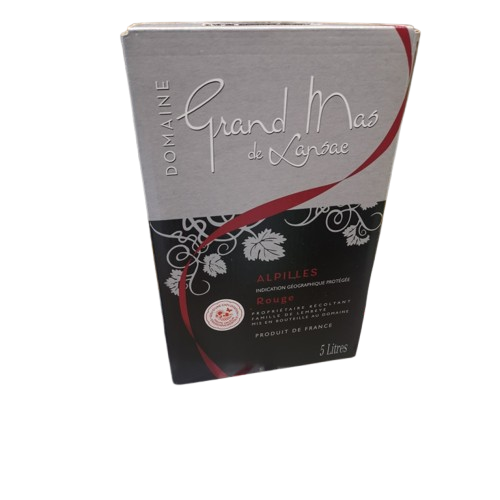 DOMAINE
Grand Mas
de Lansac
ALPILLES
INDICATION GÉOGRAPHIQUE PROTÉGÉE
Rouge
PROPRIÉTAIRE RÉCOLTANT
FAMILLE DE LEMBEYE
MIS EN BOUTEILLE AU DOMAINE
PRODUIT DE FRANCE
5 Litres